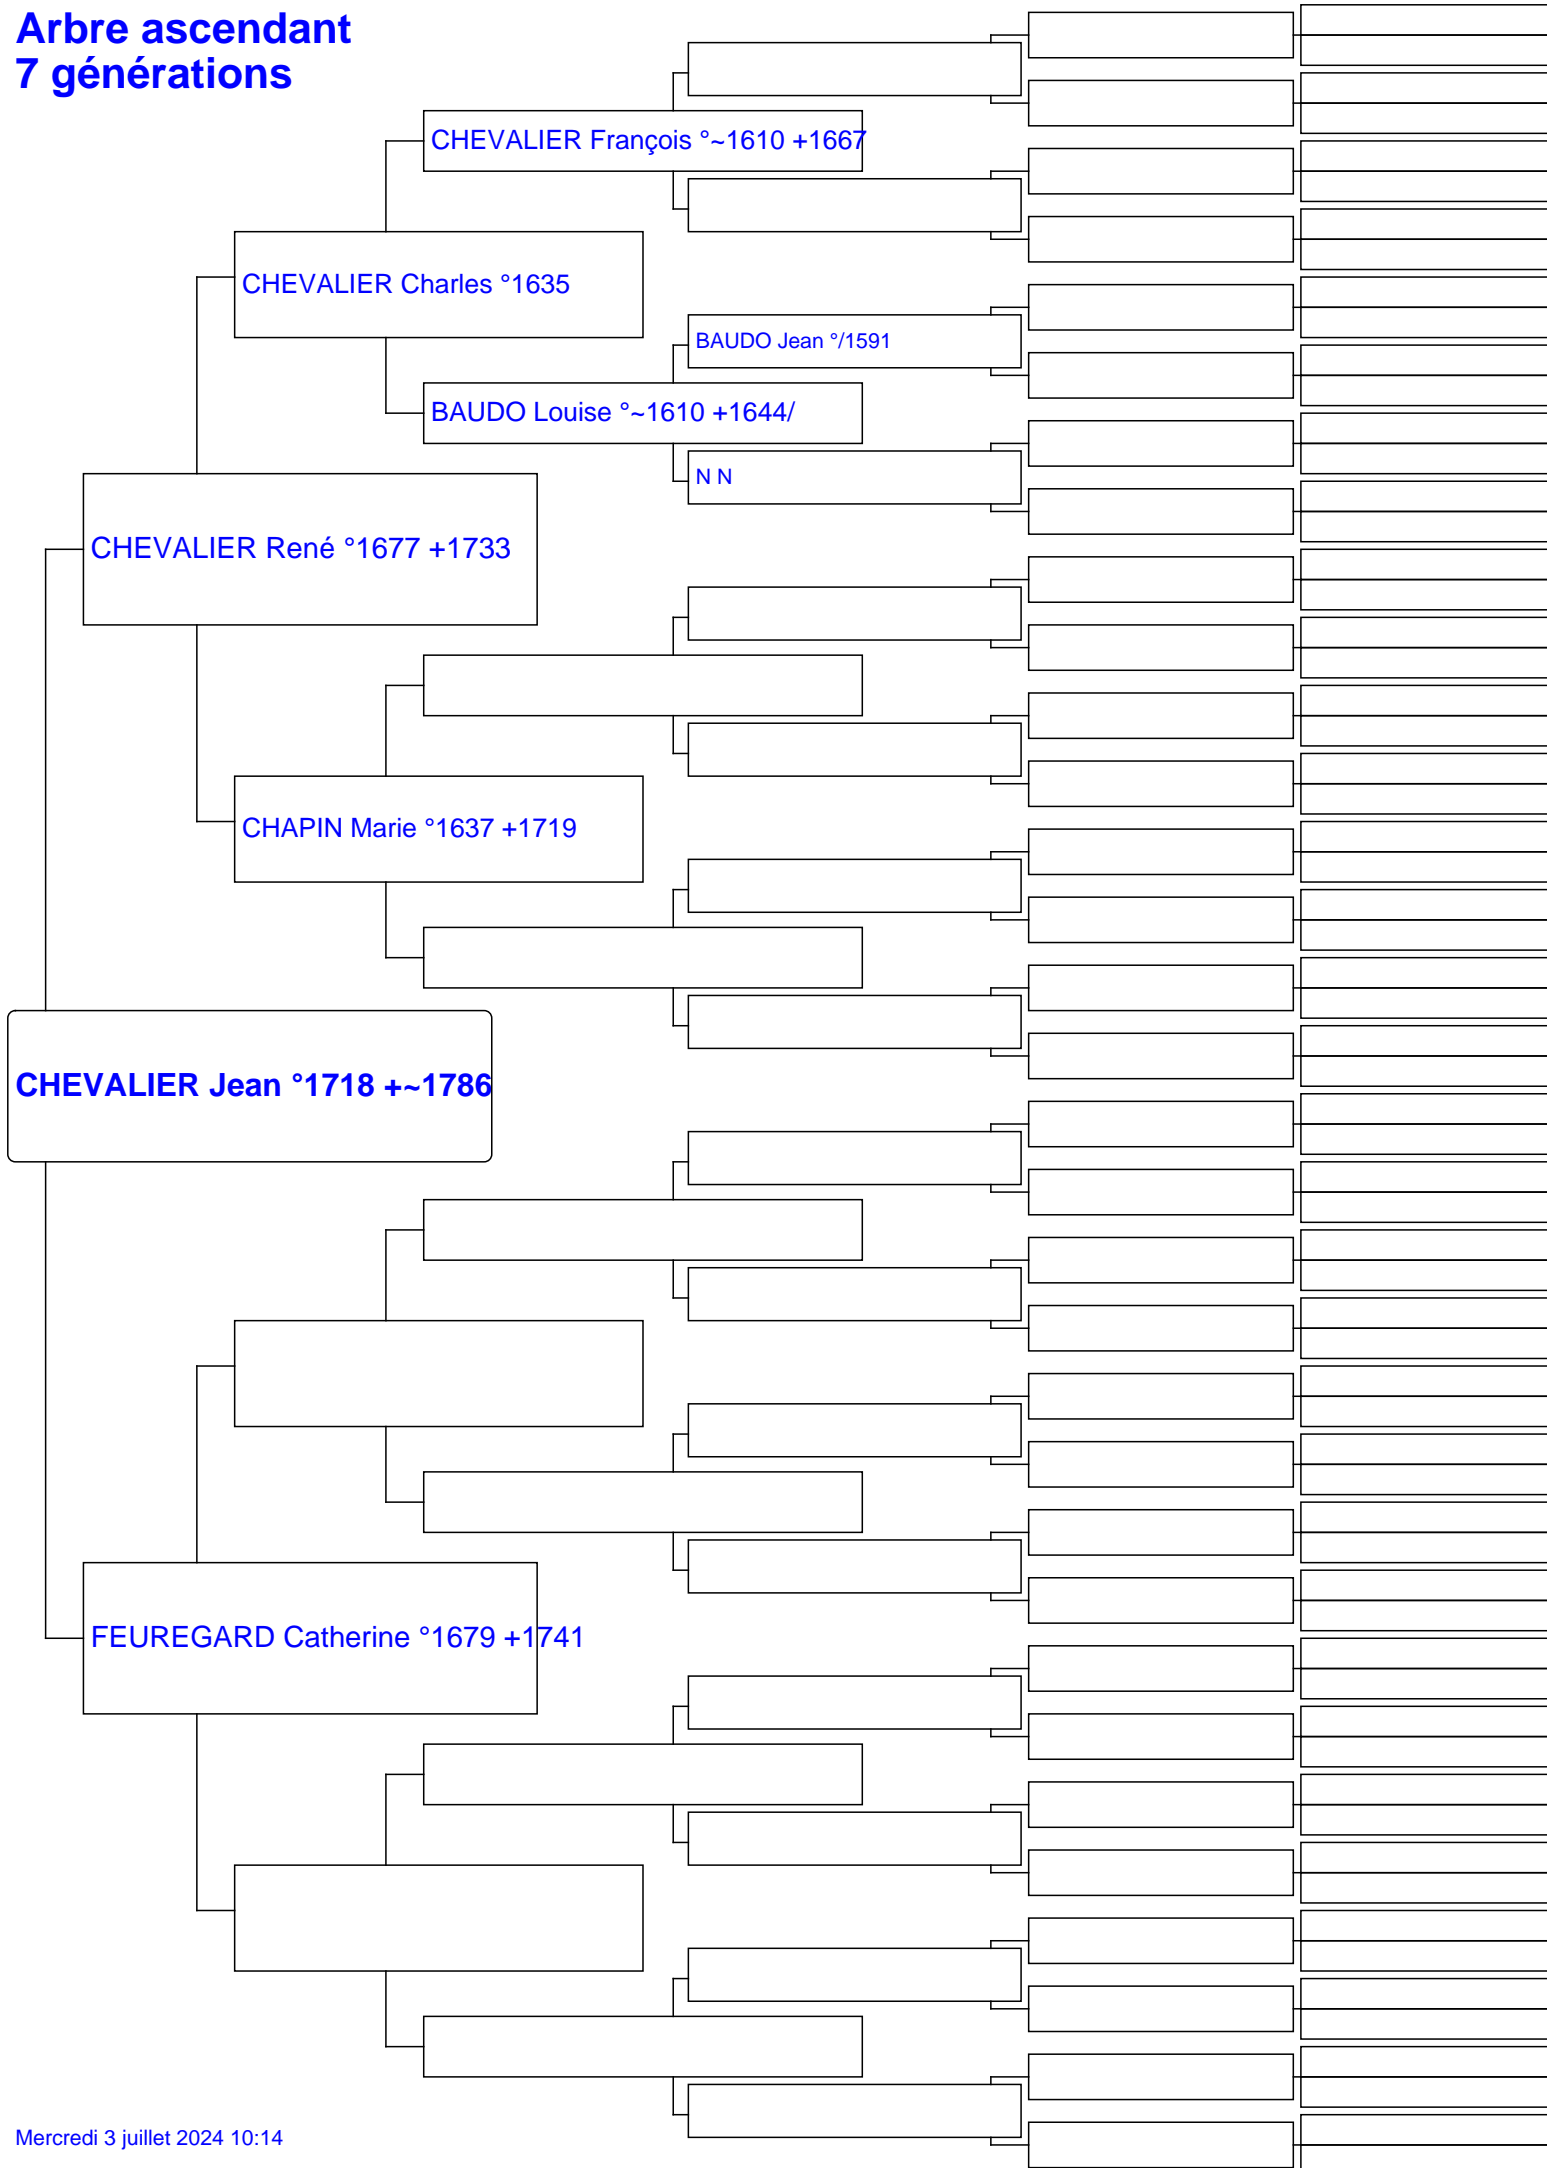 Arbre ascendant
7 générations
CHEVALIER François °~1610 +1667
CHEVALIER Charles °1635
BAUDO Jean °/1591
BAUDO Louise °~1610 +1644/
N N
CHEVALIER René °1677 +1733
CHAPIN Marie °1637 +1719
CHEVALIER Jean °1718 +~1786
FEUREGARD Catherine °1679 +1741
Mercredi 3 juillet 2024 10:14